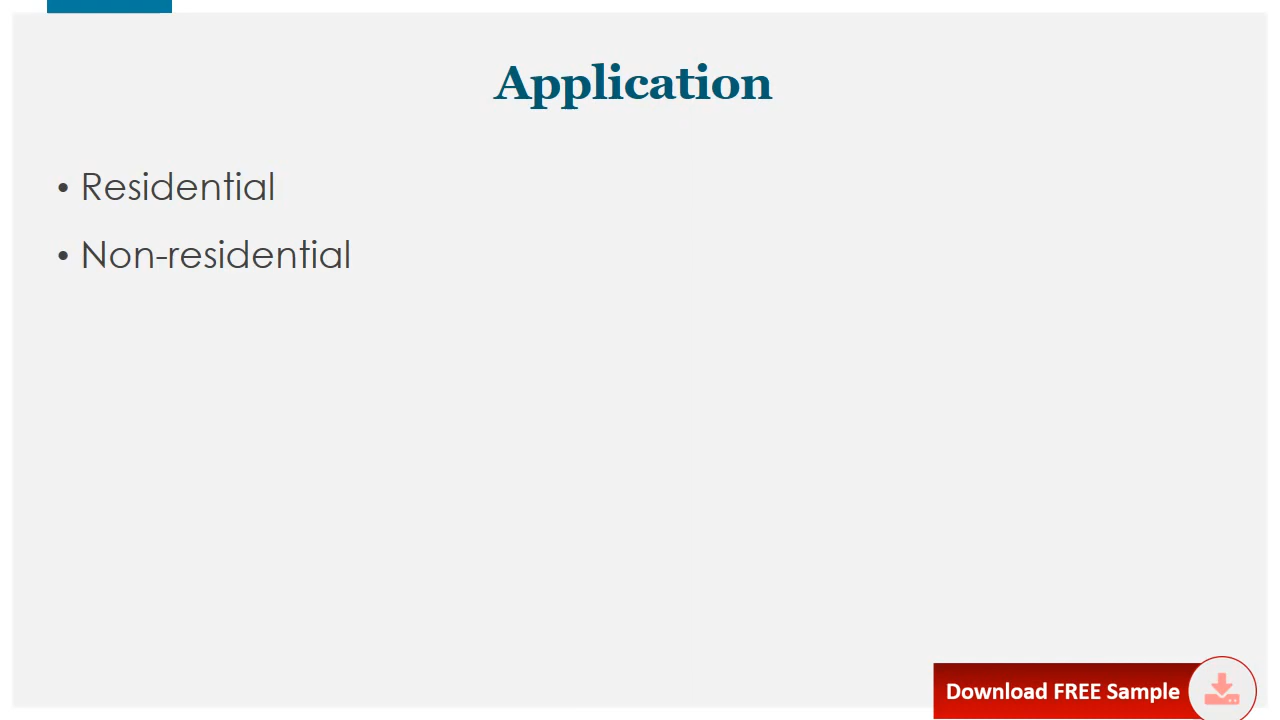 Application
• Residential
• Non-residential
Download FREE Sample